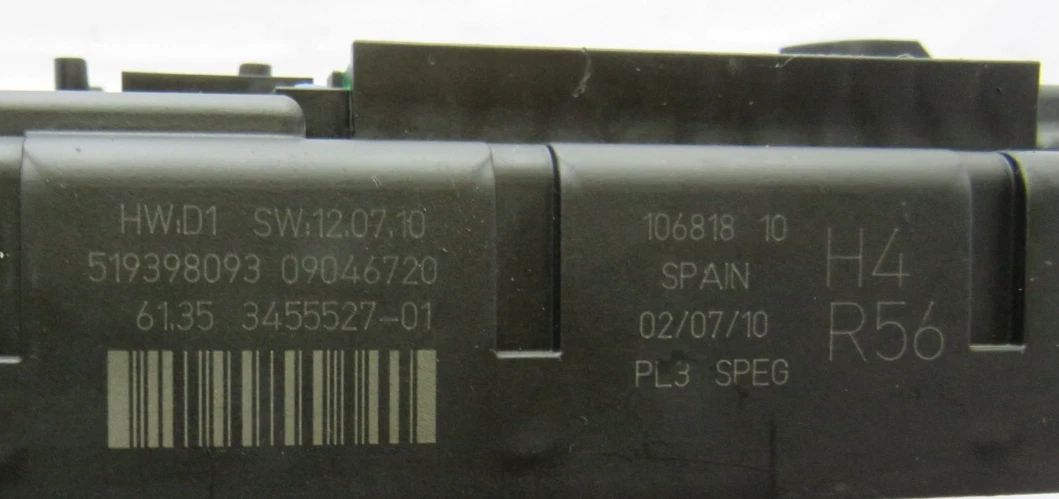 HW:D1 SW:12.07.10
519398093 09046720
61.35 3455527-01
106818 10
SPAIN
02/07/10
PL3 SPEG
H4
R56